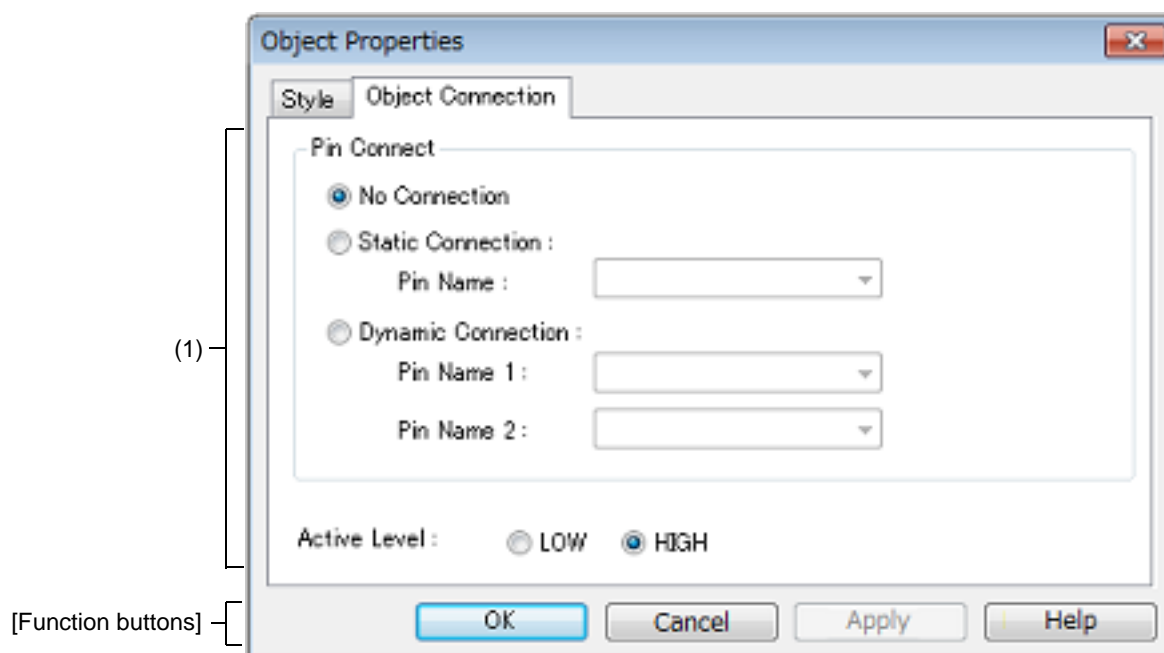 Object Properties
Style
Object Connection
Pin Connect
No Connection
Static Connection :
Pin Name :
Dynamic Connection :
Pin Name 1 :
Pin Name 2 :
(1)
Active Level :
LOW
HIGH
[Function buttons]
OK
Cancel
Apply
Help